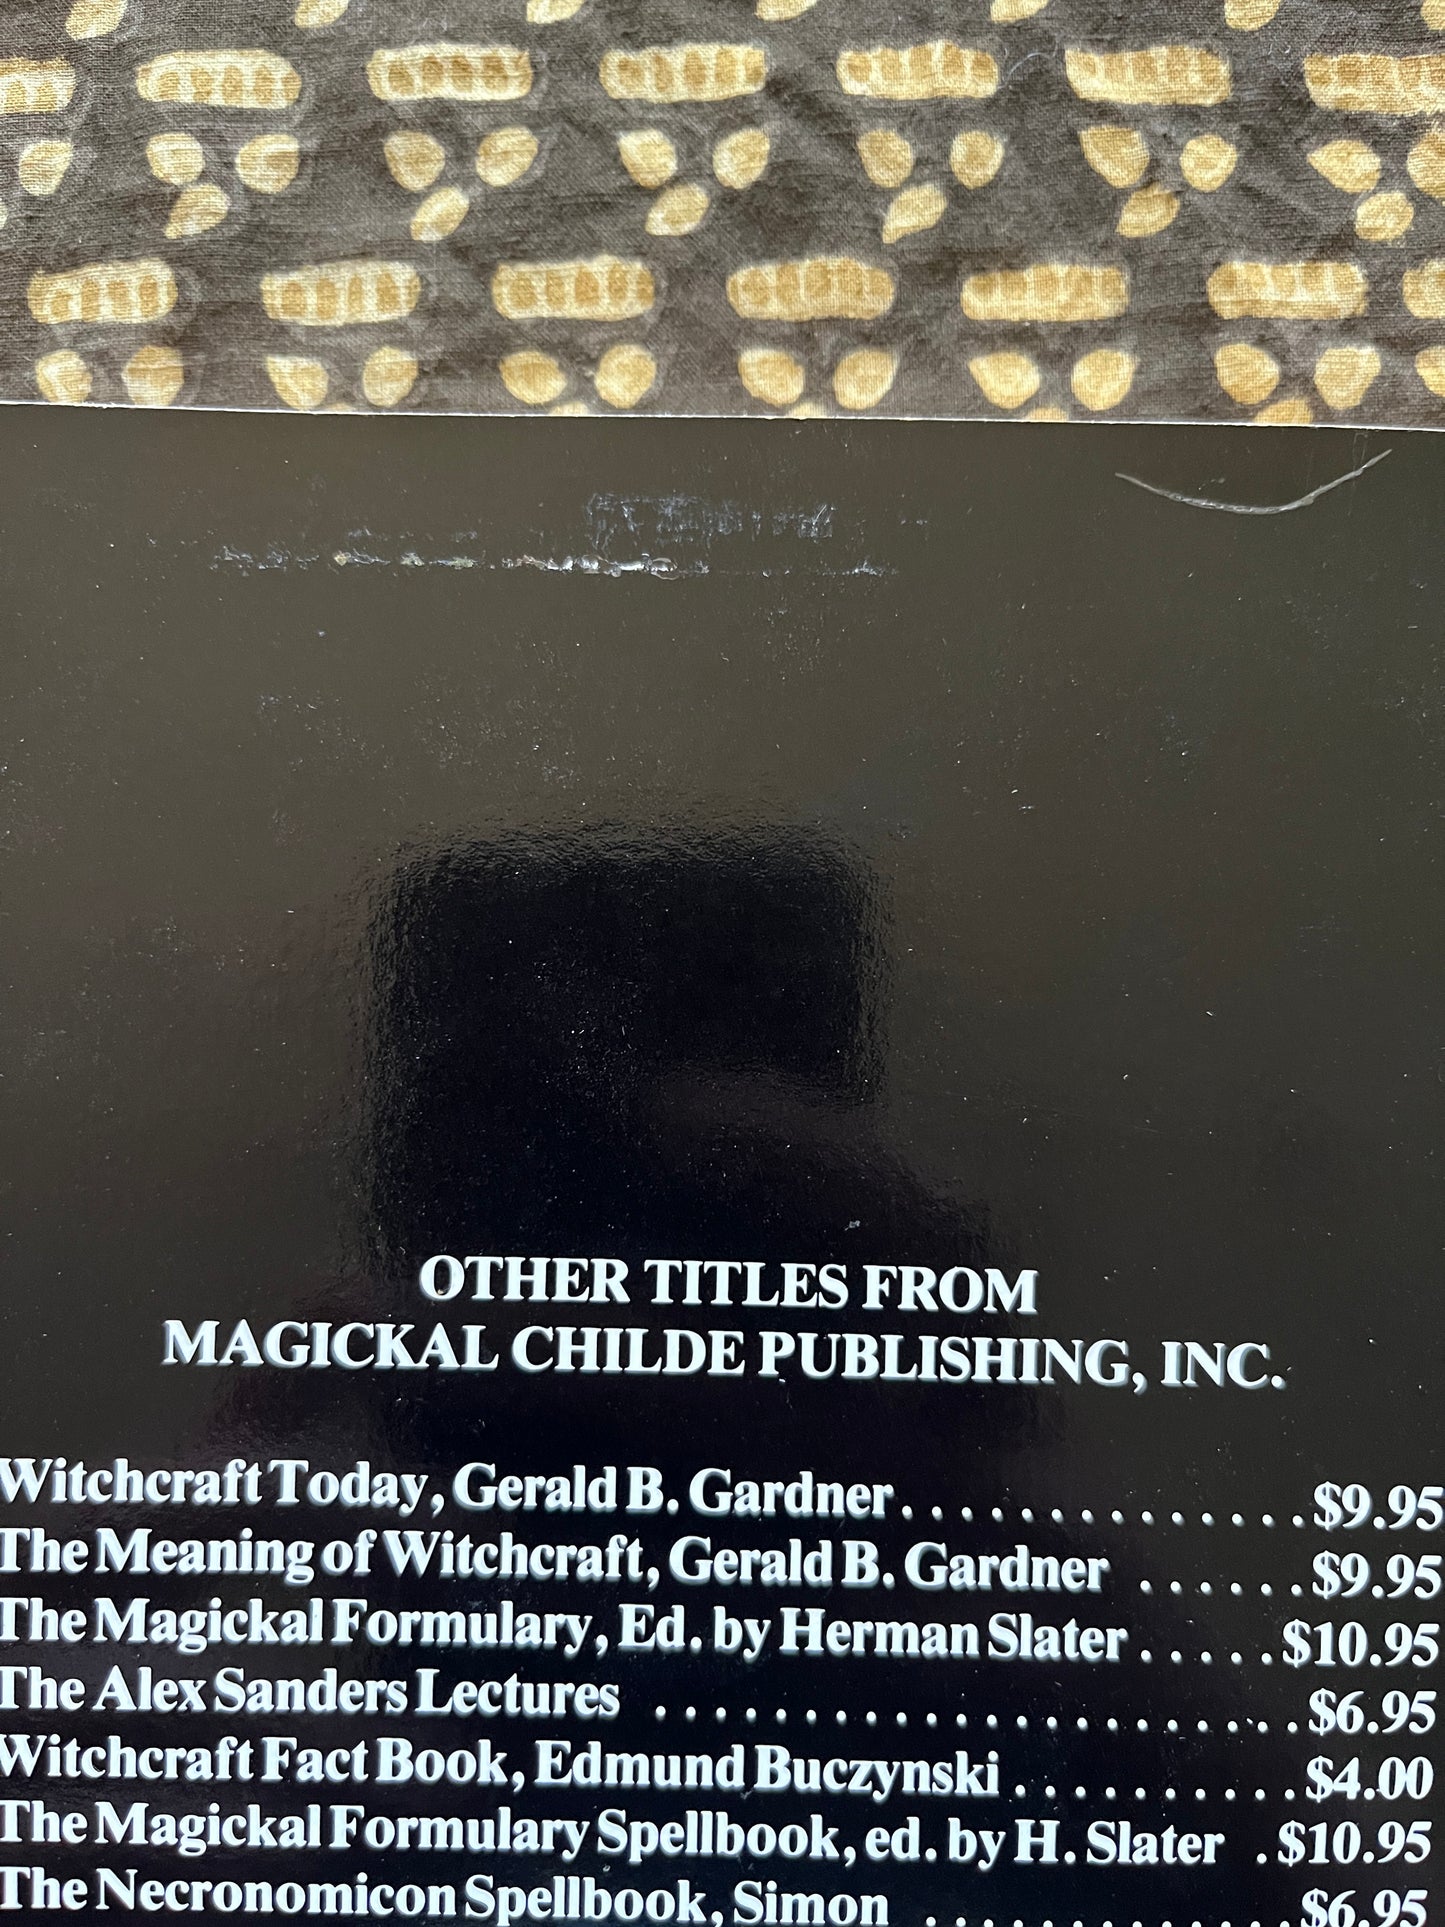 OTHER TITLES FROM
MAGICKAL CHILDE PUBLISHING, INC.
Witchcraft Today, Gerald B. Gardner. . . . . . . . . . . . . . $9.95
The Meaning of Witchcraft, Gerald B. Gardner . . . . . . $9.95
The Magickal Formulary, Ed. by Herman Slater . . . . . $10.95
The Alex Sanders Lectures . . . . . . . . . . . . . . . . . . . . . . $6.95
Witchcraft Fact Book, Edmund Buczynski . . . . . . . . . . $4.00
The Magickal Formulary Spellbook, ed. by H. Slater . $10.95
The Necronomicon Spellbook, Simon . . . . . . . . . . . . . $6.95